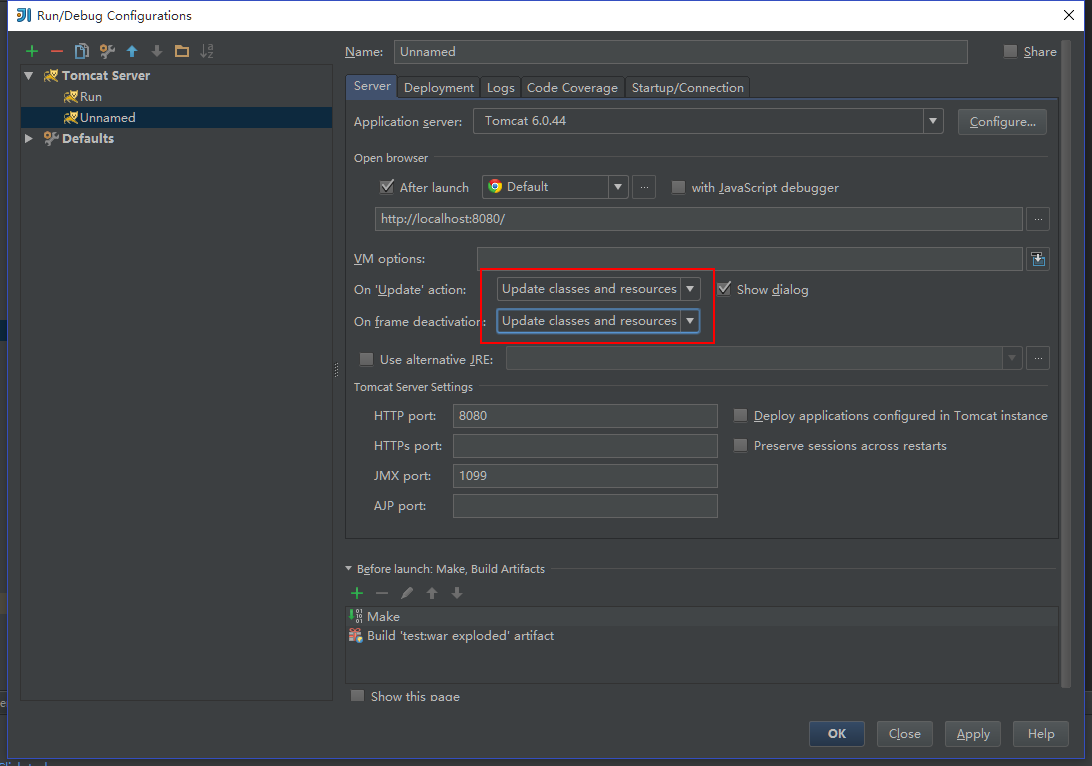 Run/Debug Configurations
Tomcat Server
Run
Unnamed
Defaults
Name: Unnamed Share
Server Deployment Logs Code Coverage Startup/Connection
Application server: Tomcat 6.0.44 Configure...
Open browser
After launch Default ... with JavaScript debugger
http://localhost:8080/ ...
VM options:
On 'Update' action: Update classes and resources Show dialog
On frame deactivation: Update classes and resources
Use alternative JRE: ...
Tomcat Server Settings
HTTP port: 8080 Deploy applications configured in Tomcat instance
HTTPs port: Preserve sessions across restarts
JMX port: 1099
AJP port:
Before launch: Make, Build Artifacts
Make
Build 'test:war exploded' artifact
Show this page
OK Close Apply Help